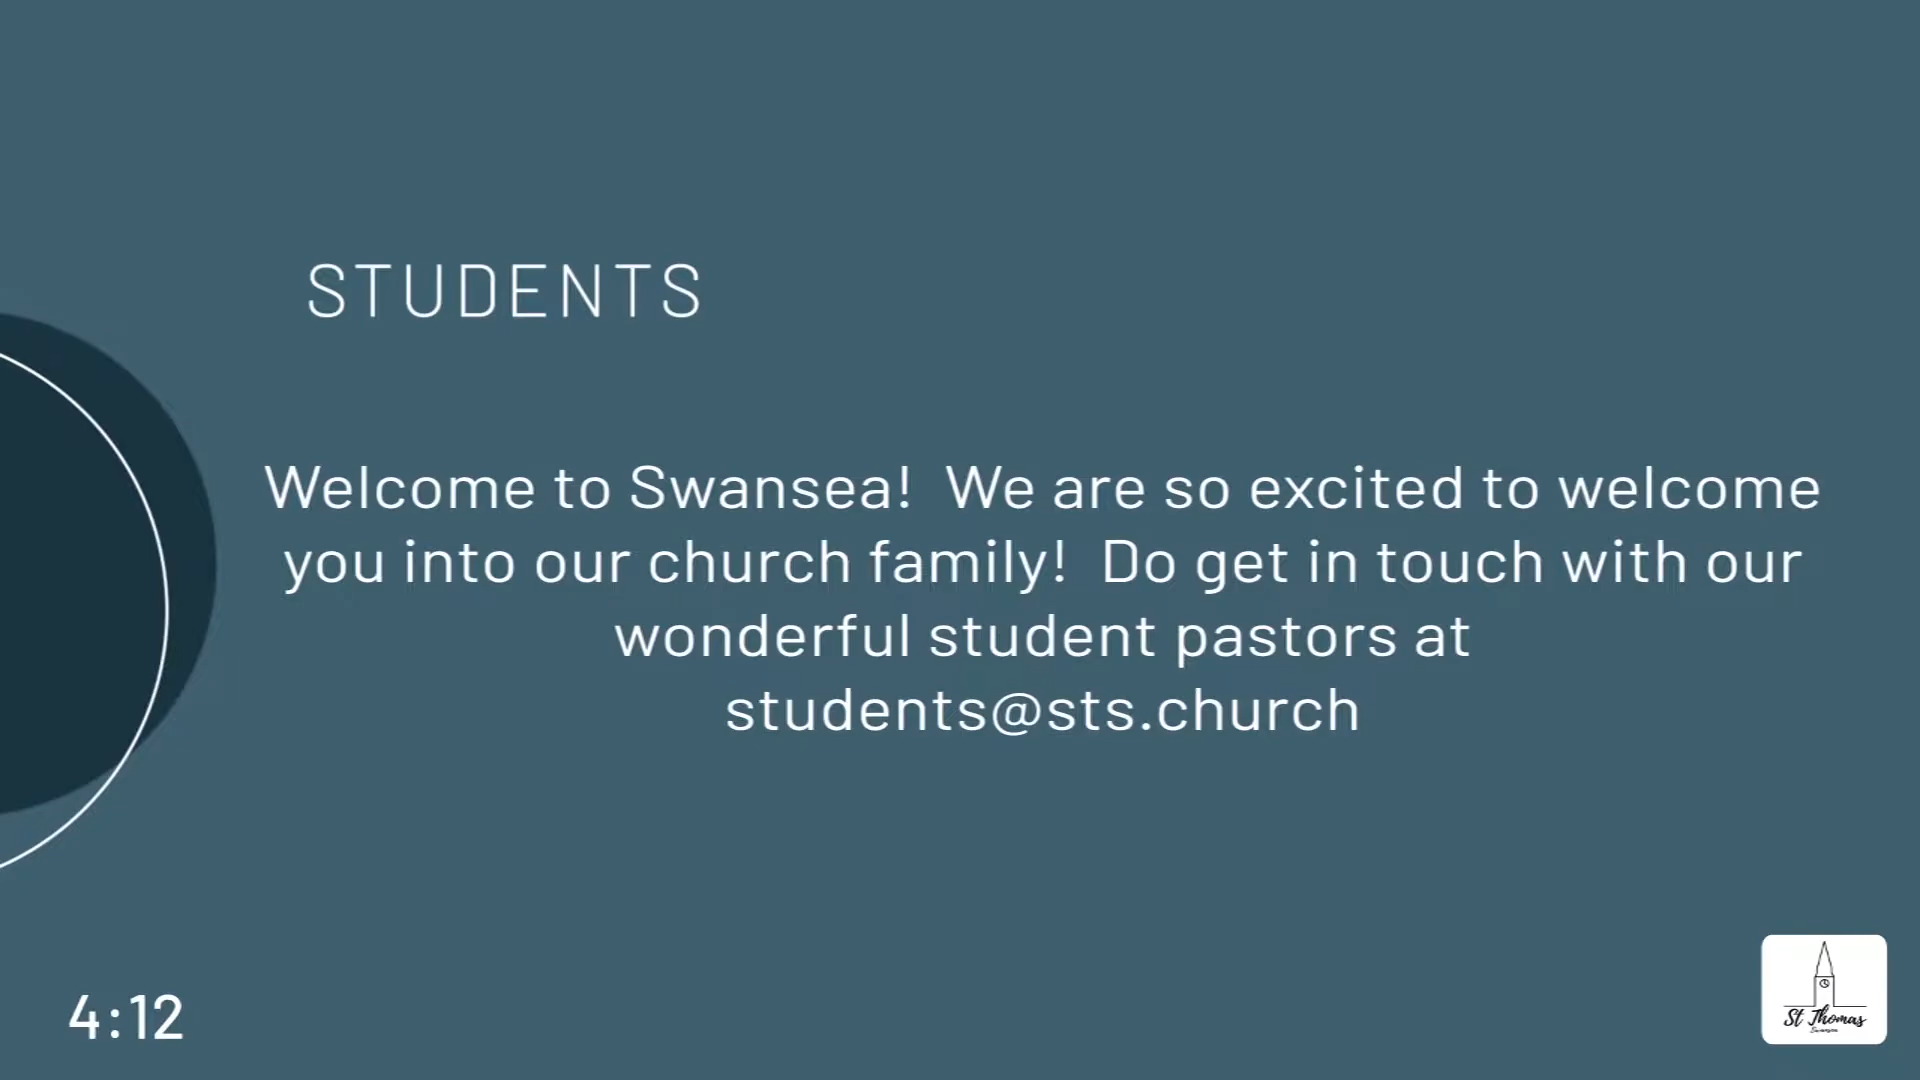 STUDENTS
Welcome to Swansea!  We are so excited to welcome
you into our church family!  Do get in touch with our
wonderful student pastors at
students@sts.church
4:12
St Thomas
Swansea